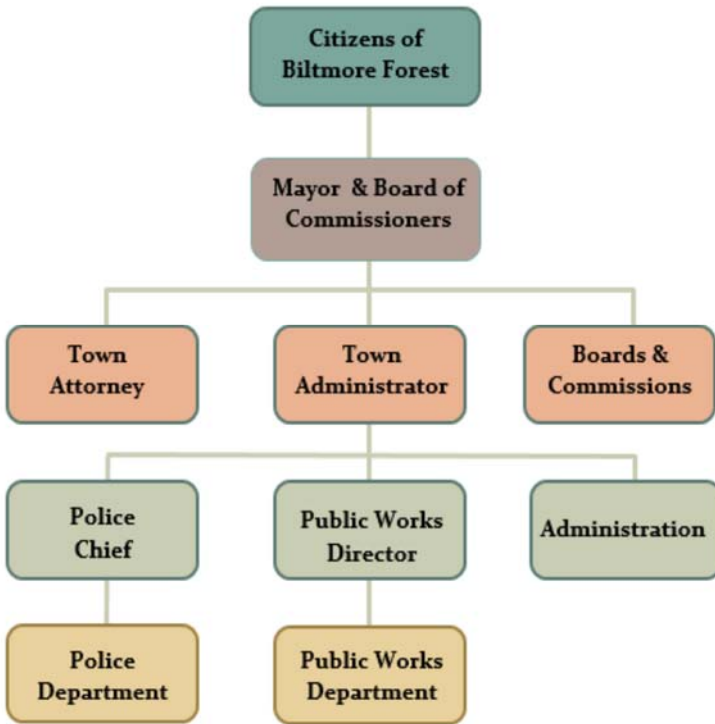 Citizens of
Biltmore Forest
Mayor & Board of
Commissioners
Town
Attorney
Town
Administrator
Boards &
Commissions
Police
Chief
Public Works
Director
Administration
Police
Department
Public Works
Department